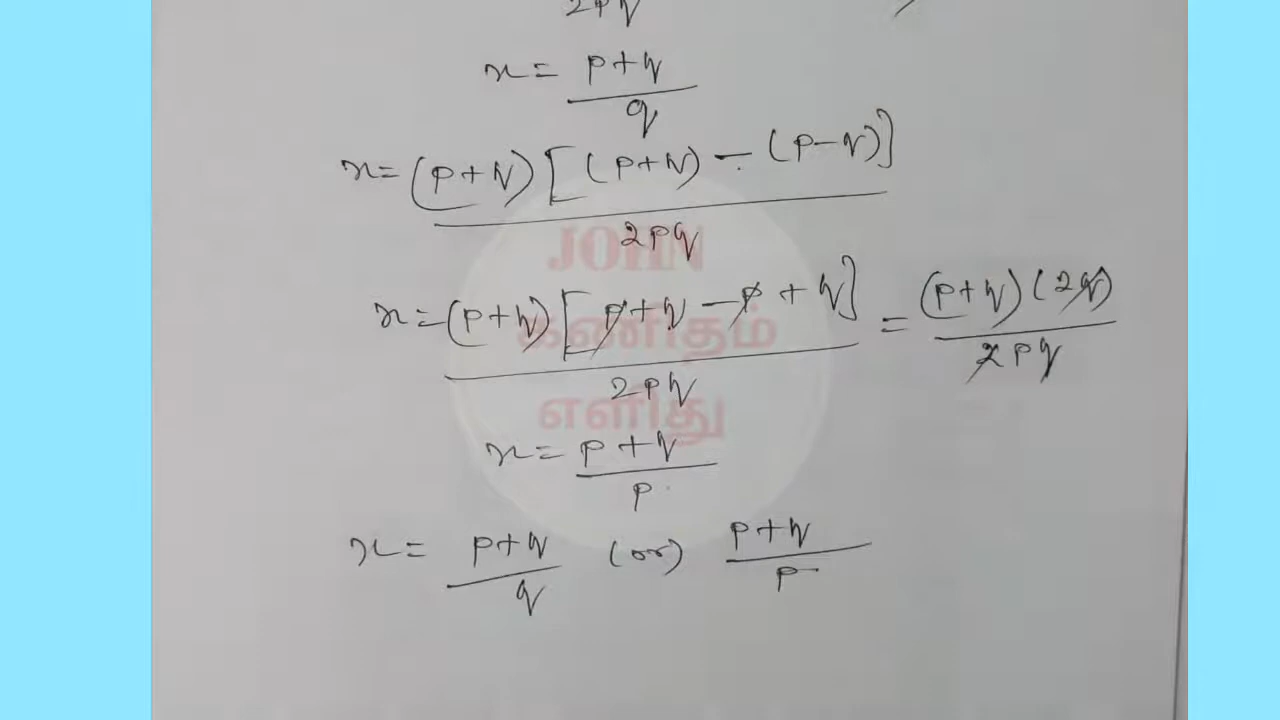 2pq
x = p+q / q
x = (p+q) [(p+q) - (p-q)] / 2pq
x = (p+q) [p+q - p + q] / 2pq = (p+q)(2q) / 2pq
x = p+q / p
x = p+q / q (or) p+q / p
JOHN
கணிதம்
எளிது